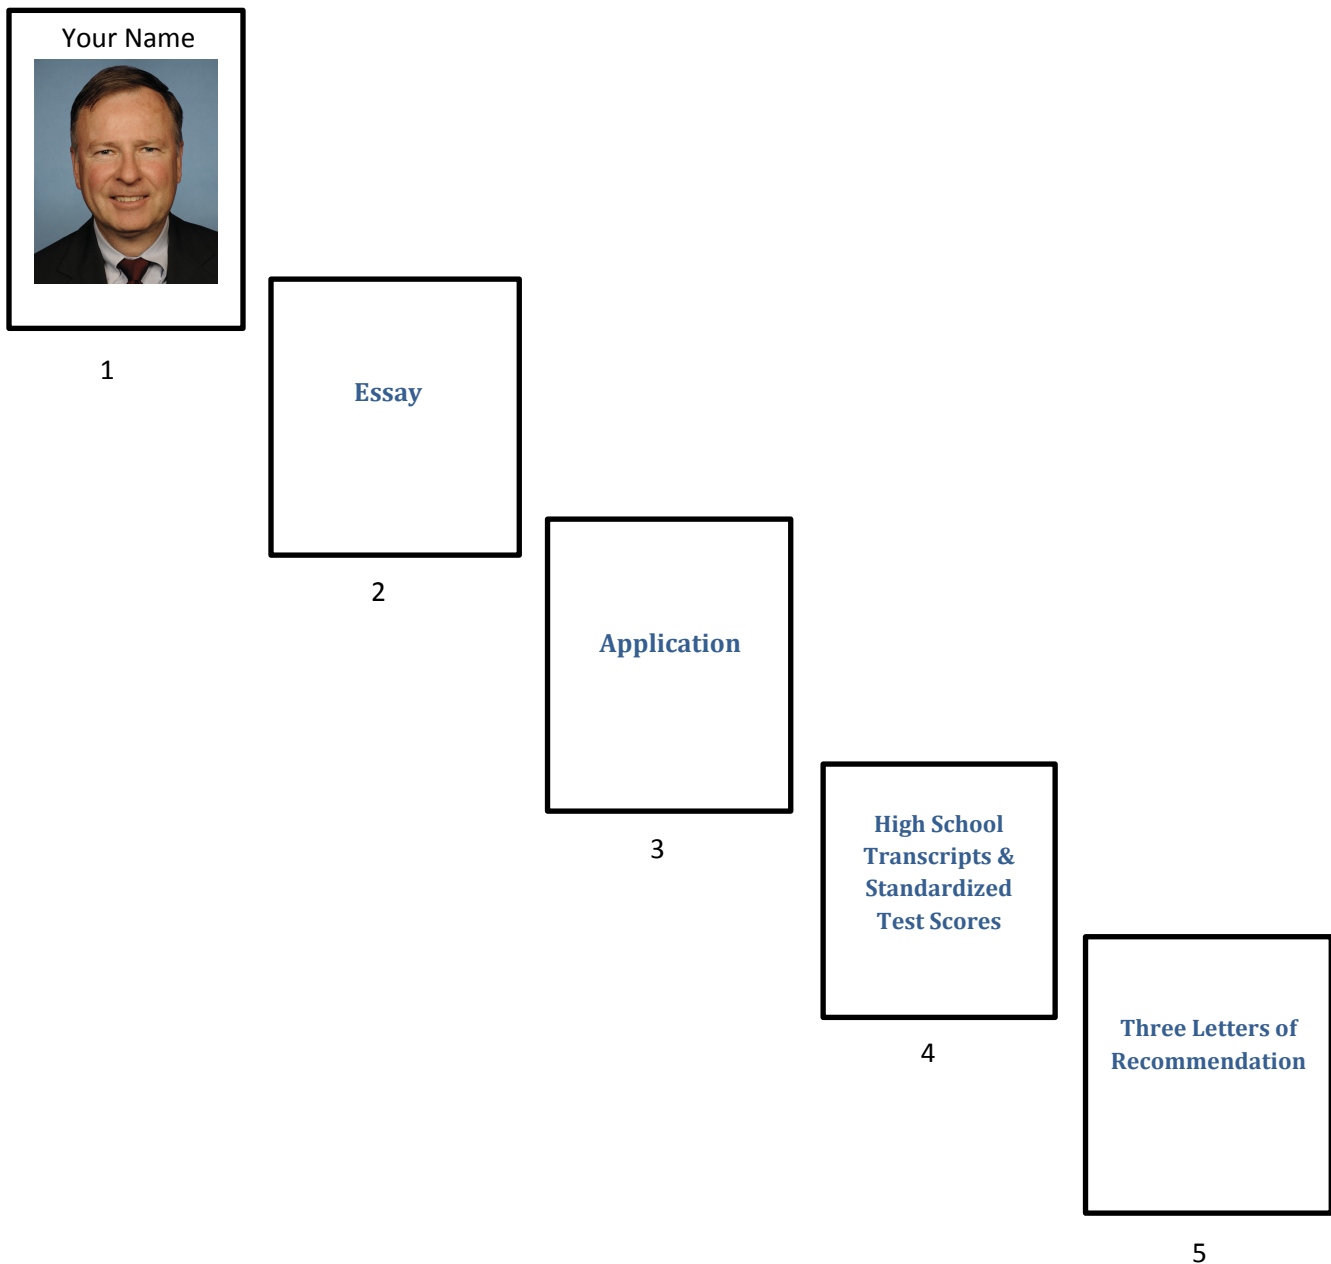 Your Name
1
Essay
2
Application
3
High School
Transcripts &
Standardized
Test Scores
4
Three Letters of
Recommendation
5